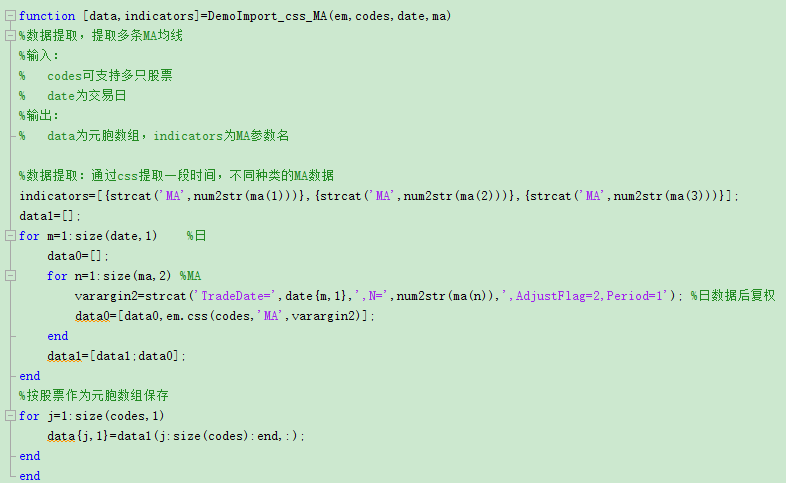 function [data,indicators]=DemoImport_css_MA(em,codes,date,ma)
%数据提取，提取多条MA均线
%输入：
%   codes可支持多只股票
%   date为交易日
%输出：
%   data为元胞数组，indicators为MA参数名
%数据提取：通过css提取一段时间，不同种类的MA数据
indicators=[{strcat('MA',num2str(ma(1)))},{strcat('MA',num2str(ma(2)))},{strcat('MA',num2str(ma(3)))}];
data1=[];
for m=1:size(date,1)    %日
    data0=[];
    for n=1:size(ma,2) %MA
        varargin2=strcat('TradeDate=',date{m,1},',N=',num2str(ma(n)),',AdjustFlag=2,Period=1'); %日数据后复权
        data0=[data0,em.css(codes,'MA',varargin2)];
    end
    data1=[data1;data0];
end
%按股票作为元胞数组保存
for j=1:size(codes,1)
    data{j,1}=data1(j:size(codes):end,:);
end
end